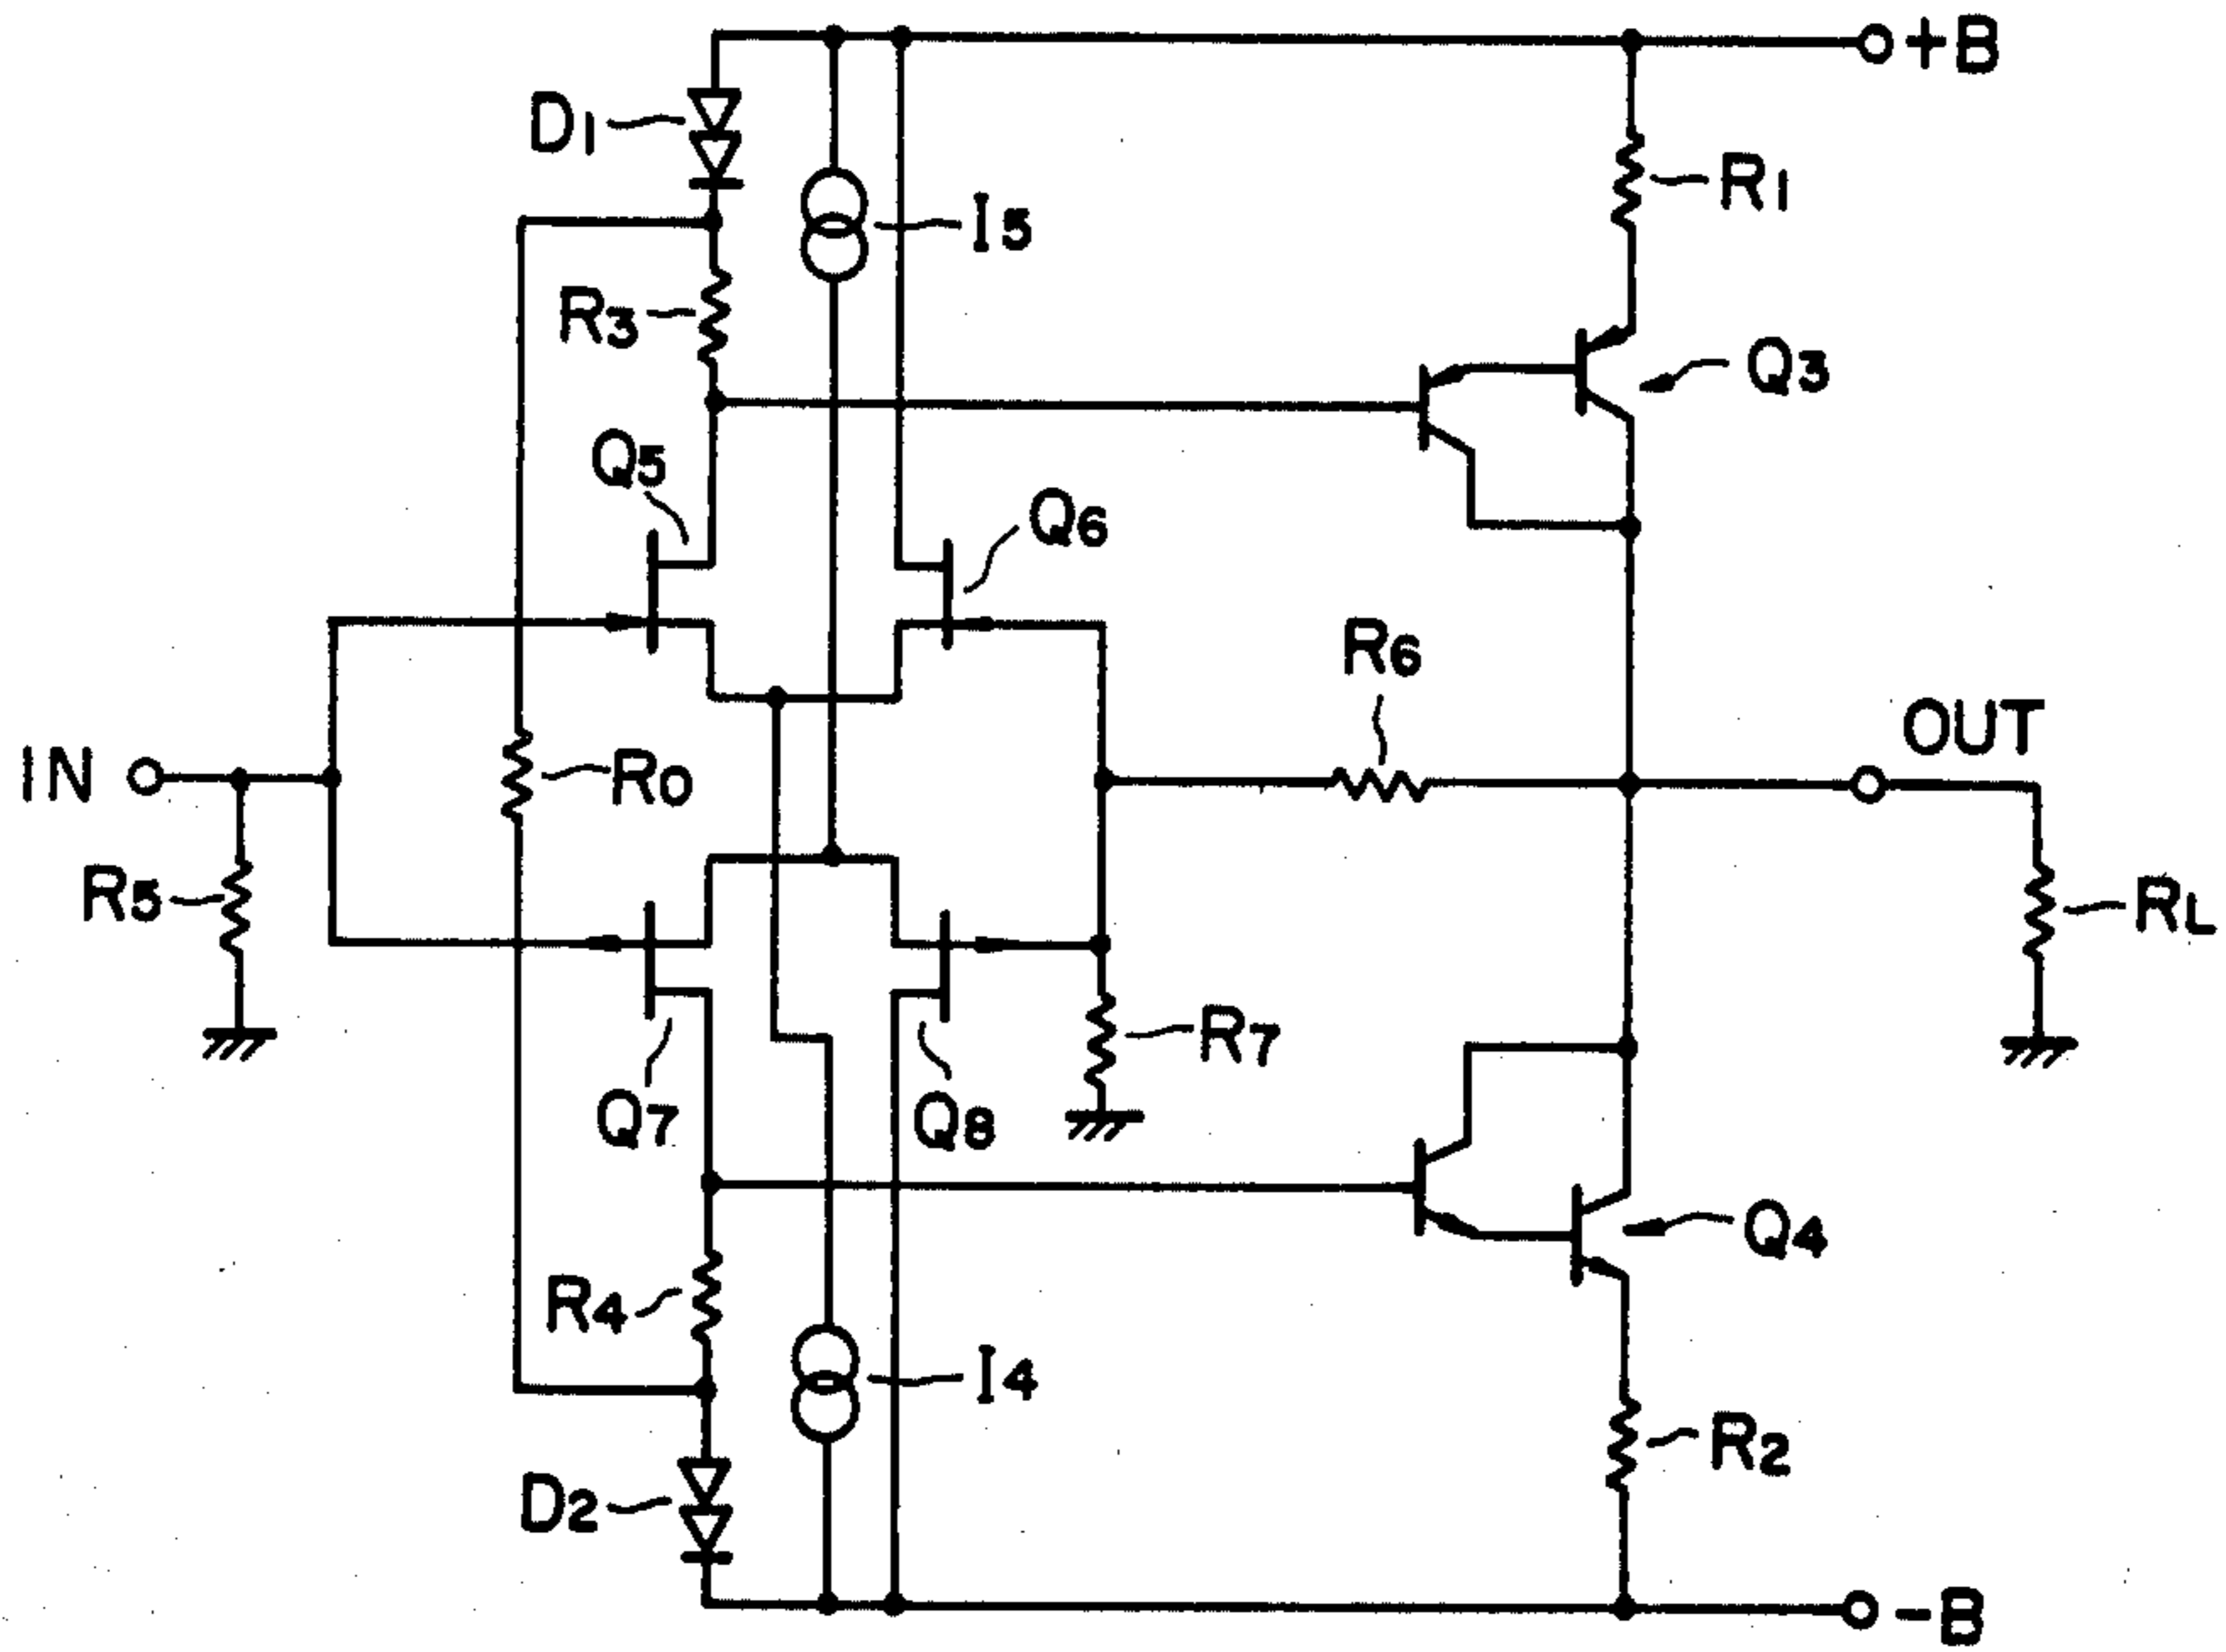 +B
D1
R1
I5
R3
Q3
Q5
Q6
R6
OUT
IN
R0
R5
RL
R7
Q7
Q8
Q4
R4
I4
R2
D2
-B